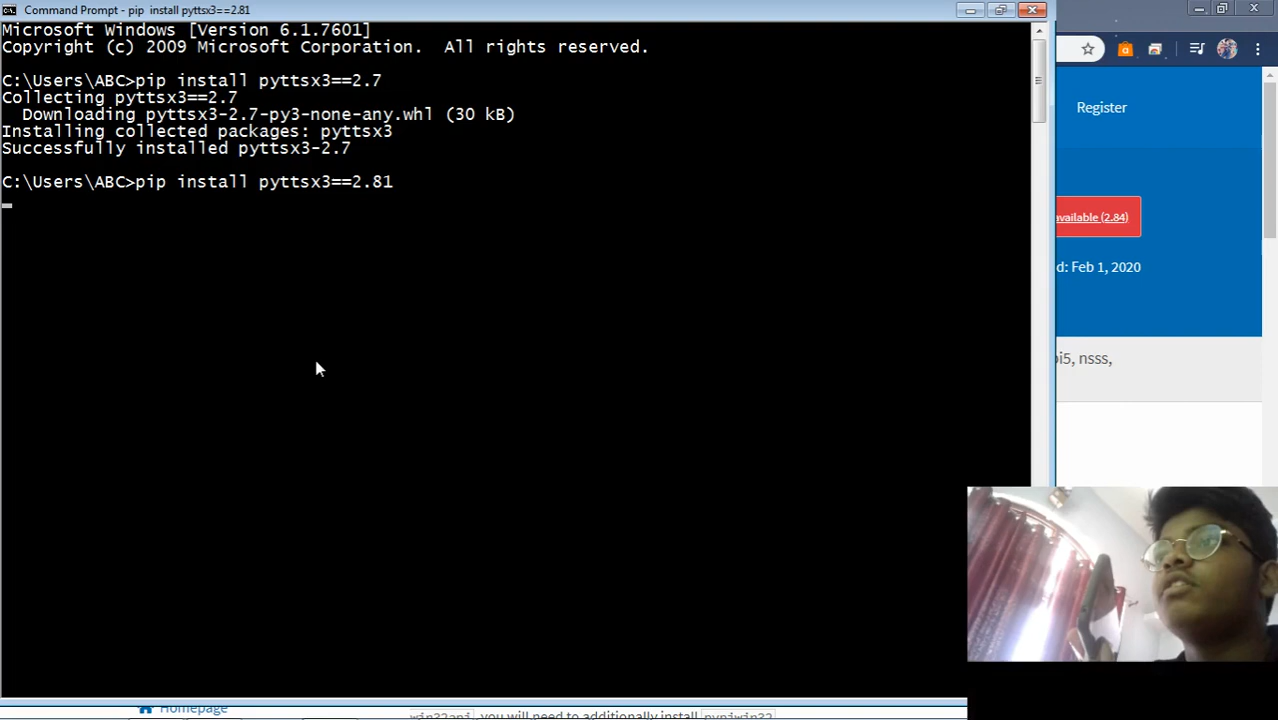 Command Prompt - pip install pyttsx3==2.81
Microsoft Windows [Version 6.1.7601]
Copyright (c) 2009 Microsoft Corporation. All rights reserved.
C:\Users\ABC>pip install pyttsx3==2.7
Collecting pyttsx3==2.7
Downloading pyttsx3-2.7-py3-none-any.whl (30 kB)
Installing collected packages: pyttsx3
Successfully installed pyttsx3-2.7
C:\Users\ABC>pip install pyttsx3==2.81
Register
available (2.84)
d: Feb 1, 2020
pi5, nsss,
Homepage
win32api, you will need to additionally install pypiwin32